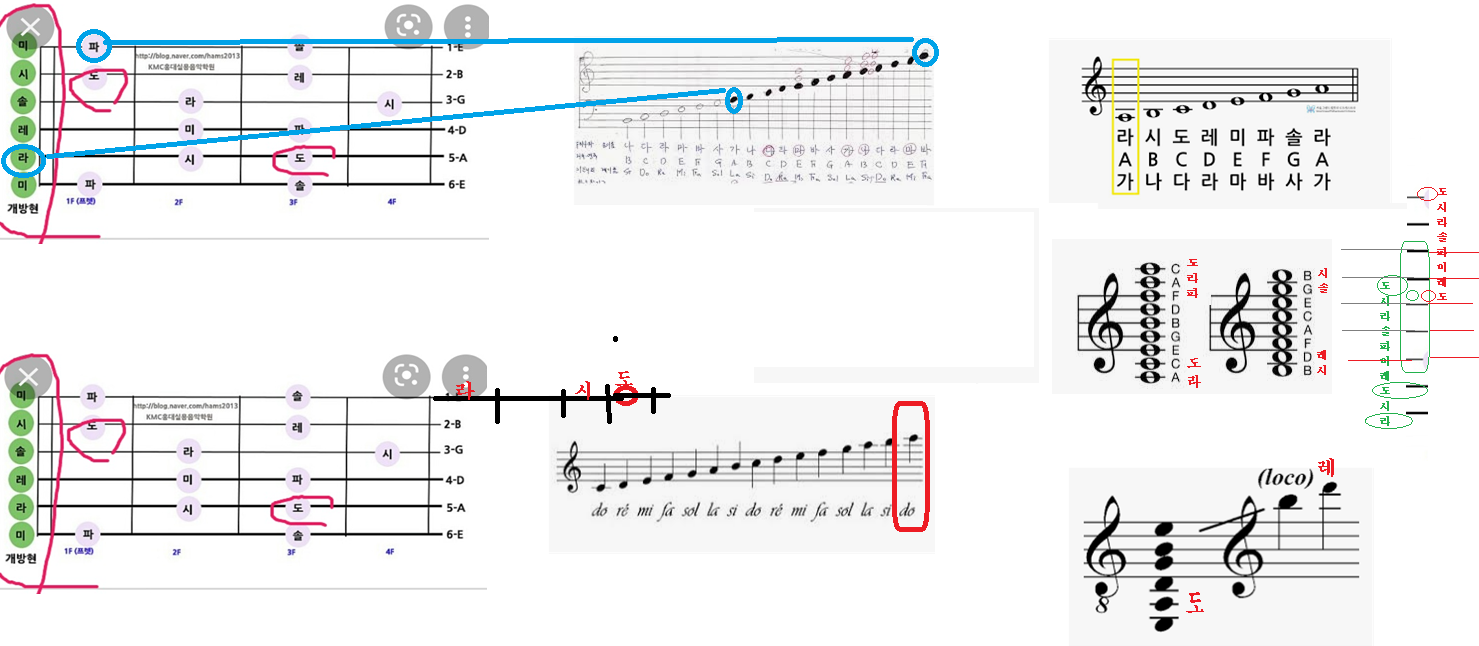 미
시
솔
레
라
미
개방현
파
솔
1-E
http://blog.naver.com/hams2013
KMC홍대실용음악학원
도
레
2-B
라
시
3-G
미
파
4-D
시
도
5-A
파
솔
6-E
1F (프렛)
2F
3F
4F
나 다 라 마 바 사 가 나 다 라 마 바 사 가 나 다 라 마 바
B C D E F G A B C D E F G A B C D E F
Si Do Re Mi Fa Sol La Si Do Re Mi Fa Sol La Si Do Re Mi Fa
라 시 도 레 미 파 솔 라
A B C D E F G A
가 나 다 라 마 바 사 가
C
A
F
D
B
G
E
C
A
도
라
파
도
라
B
G
E
C
A
F
D
B
시
솔
레
시
도
시
라
솔
파
미
레
도
도
시
라
솔
파
미
레
도
시
라
미
시
솔
레
라
미
개방현
파
솔
http://blog.naver.com/hams2013
KMC홍대실용음악학원
도
레
2-B
라
시
3-G
미
파
4-D
시
도
5-A
파
솔
6-E
1F (프렛)
2F
3F
4F
라 시 도
do ré mi fa sol la si do ré mi fa sol la si do
8
도
(loco) 레